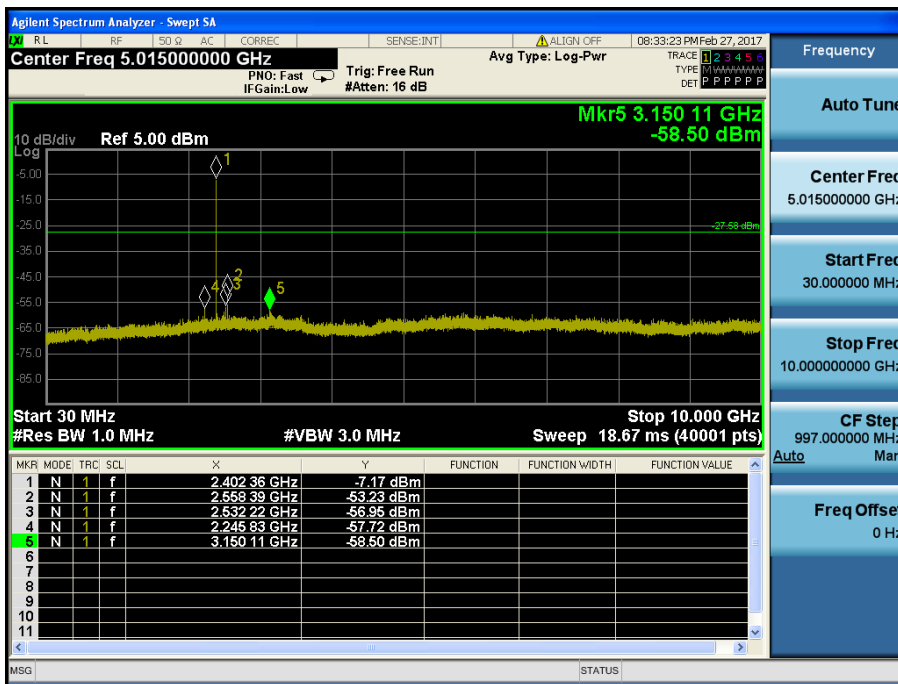 Agilent Spectrum Analyzer - Swept SA
LXI RL RF 50 Ω AC CORREC SENSE:INT ALIGN OFF 08:33:23 PM Feb 27, 2017
Center Freq 5.015000000 GHz
PNO: Fast
IFGain:Low
Trig: Free Run
#Atten: 16 dB
Avg Type: Log-Pwr
TRACE 1 2 3 4 5 6
TYPE MWWWWW
DET P P P P P P
Mkr5 3.150 11 GHz
-58.50 dBm
10 dB/div Ref 5.00 dBm
Log
-5.00
-15.0
-25.0
-35.0
-45.0
-55.0
-65.0
-75.0
-85.0
1
-27.58 dBm
2
4 3 5
Start 30 MHz Stop 10.000 GHz
#Res BW 1.0 MHz #VBW 3.0 MHz Sweep 18.67 ms (40001 pts)
MKR MODE TRC SCL X Y FUNCTION FUNCTION WIDTH FUNCTION VALUE
1 N 1 f 2.402 36 GHz -7.17 dBm
2 N 1 f 2.558 39 GHz -53.23 dBm
3 N 1 f 2.532 22 GHz -56.95 dBm
4 N 1 f 2.245 83 GHz -57.72 dBm
5 N 1 f 3.150 11 GHz -58.50 dBm
6
7
8
9
10
11
MSG STATUS
Frequency
Auto Tune
Center Freq
5.015000000 GHz
Start Freq
30.000000 MHz
Stop Freq
10.000000000 GHz
CF Step
997.000000 MHz
Auto Man
Freq Offset
0 Hz